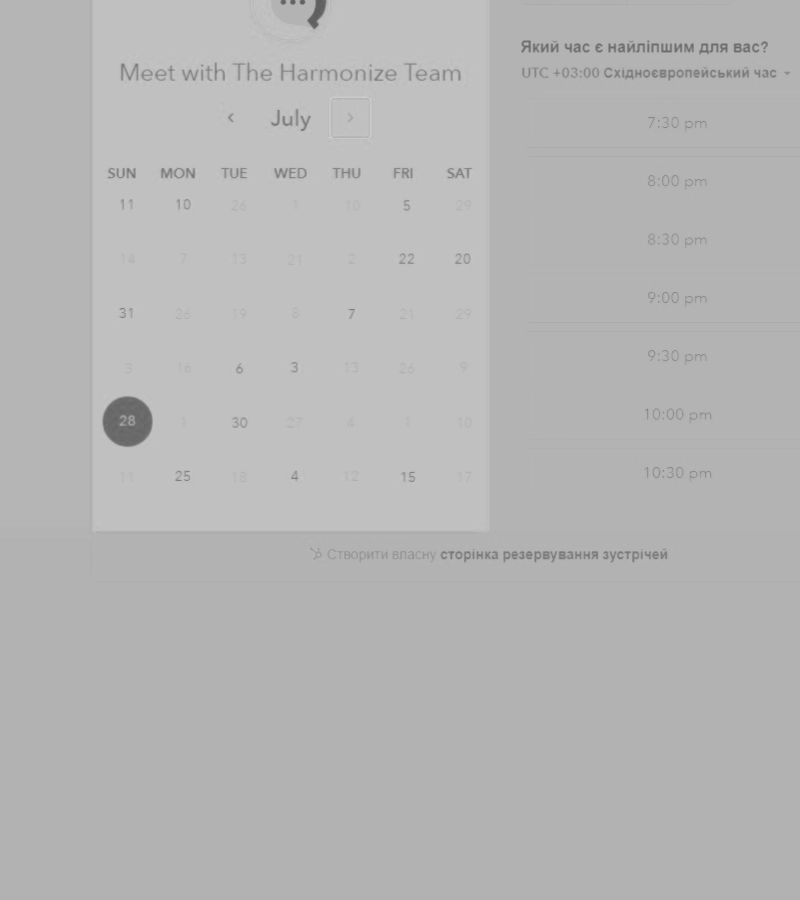 Meet with The Harmonize Team
July
SUN MON TUE WED THU FRI SAT
11 10 26 1 10 5 29
14 7 13 21 2 22 20
31 26 19 8 7 21 29
3 16 6 3 13 26 9
28 1 30 27 4 1 10
11 25 18 4 12 15 17
Який час є найліпшим для вас?
UTC +03:00 Східноєвропейський час
7:30 pm
8:00 pm
8:30 pm
9:00 pm
9:30 pm
10:00 pm
10:30 pm
Створити власну сторінка резервування зустрічей